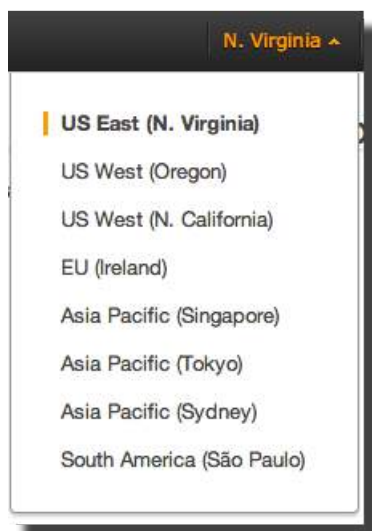 N. Virginia
US East (N. Virginia)
US West (Oregon)
US West (N. California)
EU (Ireland)
Asia Pacific (Singapore)
Asia Pacific (Tokyo)
Asia Pacific (Sydney)
South America (São Paulo)